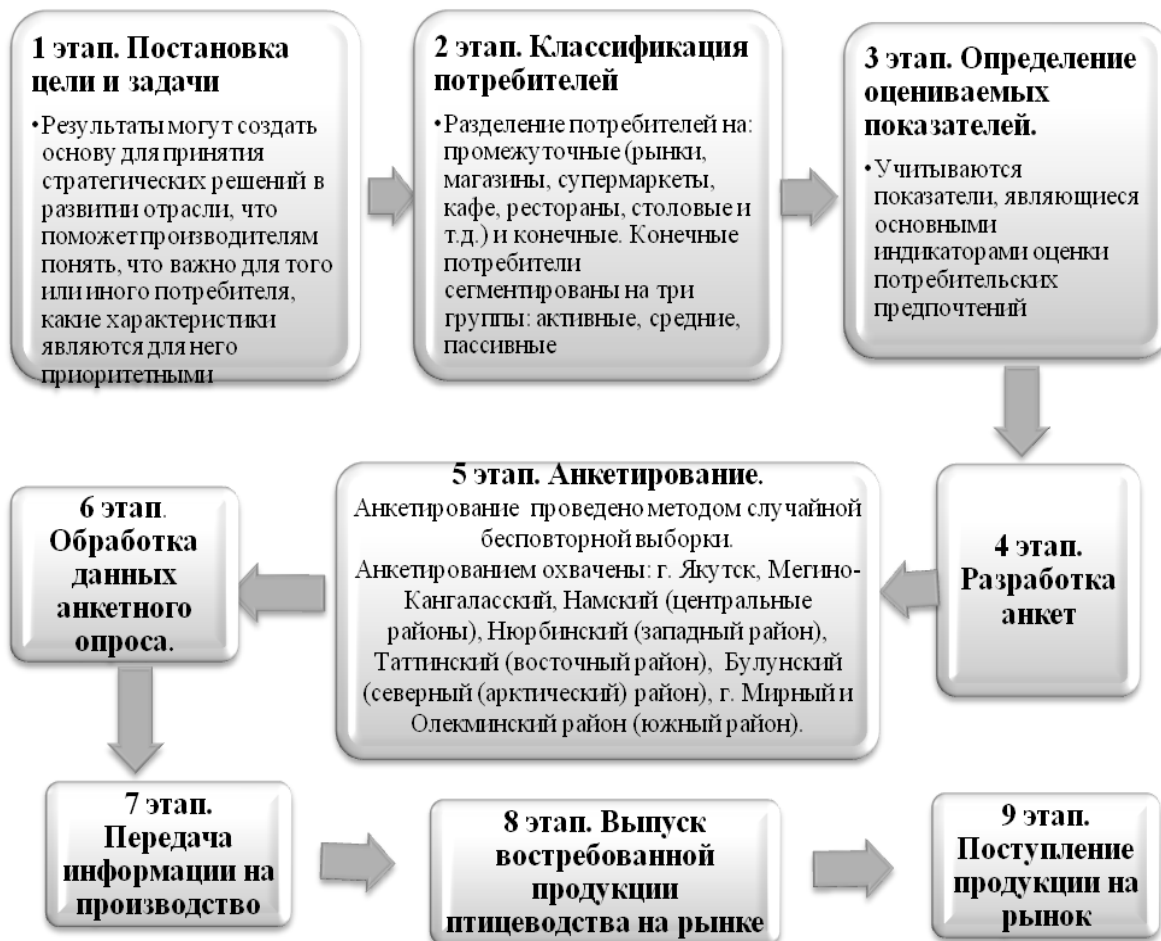 1 этап. Постановка
цели и задачи
•Результаты могут создать
основу для принятия
стратегических решений в
развитии отрасли, что
поможет производителям
понять, что важно для того
или иного потребителя,
какие характеристики
являются для него
приоритетными
2 этап. Классификация
потребителей
•Разделение потребителей на:
промежуточные (рынки,
магазины, супермаркеты,
кафе, рестораны, столовые и
т.д.) и конечные. Конечные
потребители
сегментированы на три
группы: активные, средние,
пассивные
3 этап. Определение
оцениваемых
показателей.
•Учитываются
показатели, являющиеся
основными
индикаторами оценки
потребительских
предпочтений
4 этап.
Разработка
анкет
5 этап. Анкетирование.
Анкетирование проведено методом случайной
бесповторной выборки.
Анкетированием охвачены: г. Якутск, Мегино-
Кангаласский, Намский (центральные
районы), Нюрбинский (западный район),
Таттинский (восточный район), Булунский
(северный (арктический) район), г. Мирный и
Олекминский район (южный район).
6 этап.
Обработка
данных
анкетного
опроса.
7 этап.
Передача
информации на
производство
8 этап. Выпуск
востребованной
продукции
птицеводства на рынке
9 этап.
Поступление
продукции на
рынок